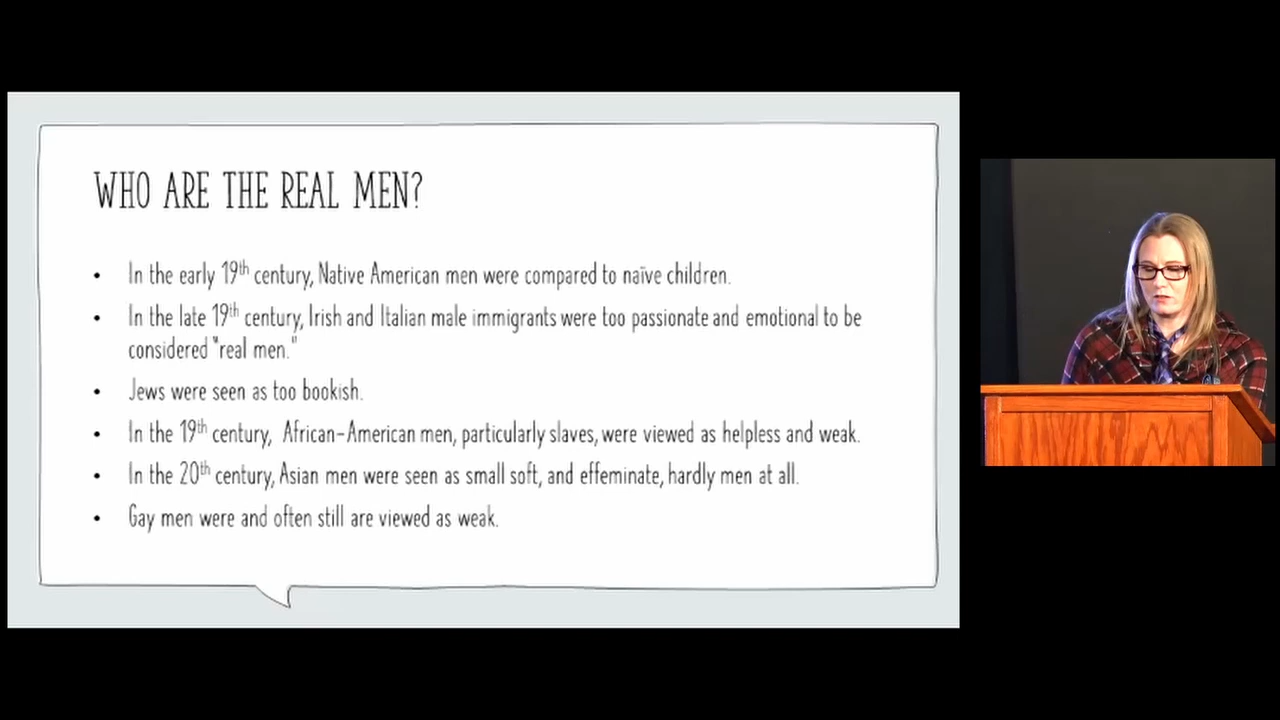 WHO ARE THE REAL MEN?
• In the early 19th century, Native American men were compared to naïve children.
• In the late 19th century, Irish and Italian male immigrants were too passionate and emotional to be
considered "real men."
• Jews were seen as too bookish.
• In the 19th century, African-American men, particularly slaves, were viewed as helpless and weak.
• In the 20th century, Asian men were seen as small soft, and effeminate, hardly men at all.
• Gay men were and often still are viewed as weak.